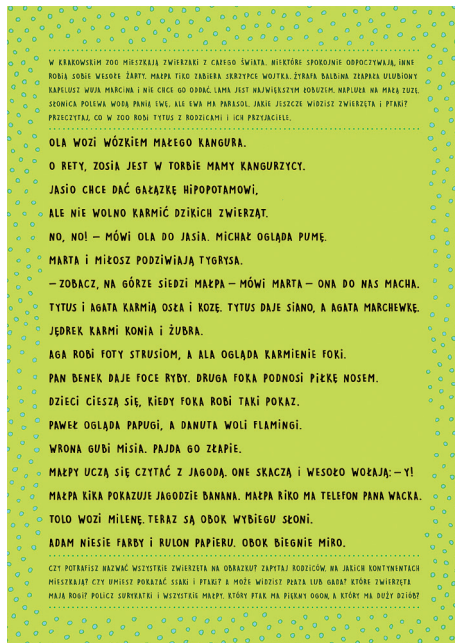 W KRAKOWSKIM ZOO MIESZKAJĄ ZWIERZAKI Z CAŁEGO ŚWIATA. NIEKTÓRE SPOKOJNIE ODPOCZYWAJĄ, INNE
ROBIĄ SOBIE WESOŁE ŻARTY. MAŁPA TIKO ZABIERA SKRZYPCE WOJTKA. ŻYRAFA BALBINA ZŁAPAŁA ULUBIONY
KAPELUSZ WUJA MARCINA I NIE CHCE GO ODDAĆ. LAMA JEST NAJWIĘKSZYM ŁOBUZEM. NAPLUŁA NA MAŁĄ ZUZĘ.
SŁONICA POLEWA WODĄ PANIĄ EWĘ, ALE EWA MA PARASOL. JAKIE JESZCZE WIDZISZ ZWIERZĘTA I PTAKI?
PRZECZYTAJ, CO W ZOO ROBI TYTUS Z RODZICAMI I ICH PRZYJACIELE.
OLA WOZI WÓZKIEM MAŁEGO KANGURA.
O RETY, ZOSIA JEST W TORBIE MAMY KANGURZYCY.
JASIO CHCE DAĆ GAŁĄZKĘ HIPOPOTAMOWI,
ALE NIE WOLNO KARMIĆ DZIKICH ZWIERZĄT.
NO, NO! – MÓWI OLA DO JASIA. MICHAŁ OGLĄDA PUMĘ.
MARTA I MIŁOSZ PODZIWIAJĄ TYGRYSA.
– ZOBACZ, NA GÓRZE SIEDZI MAŁPA – MÓWI MARTA – ONA DO NAS MACHA.
TYTUS I AGATA KARMIĄ OSŁA I KOZĘ. TYTUS DAJE SIANO, A AGATA MARCHEWKĘ.
JĘDREK KARMI KONIA I ŻUBRA.
AGA ROBI FOTY STRUSIOM, A ALA OGLĄDA KARMIENIE FOKI.
PAN BENEK DAJE FOCE RYBY. DRUGA FOKA PODNOSI PIŁKĘ NOSEM.
DZIECI CIESZĄ SIĘ, KIEDY FOKA ROBI TAKI POKAZ.
PAWEŁ OGLĄDA PAPUGI, A DANUTA WOLI FLAMINGI.
WRONA GUBI MISIA. PAJDA GO ZŁAPIE.
MAŁPY UCZĄ SIĘ CZYTAĆ Z JAGODĄ. ONE SKACZĄ I WESOŁO WOŁAJĄ: – Y!
MAŁPA KIKA POKAZUJE JAGODZIE BANANA. MAŁPA RIKO MA TELEFON PANA WACKA.
TOLO WOZI MILENĘ. TERAZ SĄ OBOK WYBIEGU SŁONI.
ADAM NIESIE FARBY I RULON PAPIERU. OBOK BIEGNIE MIRO.
CZY POTRAFISZ NAZWAĆ WSZYSTKIE ZWIERZĘTA NA OBRAZKU? ZAPYTAJ RODZICÓW, NA JAKICH KONTYNENTACH
MIESZKAJĄ? CZY UMIESZ POKAZAĆ SSAKI I PTAKI? A MOŻE WIDZISZ PŁAZA LUB GADA? KTÓRE ZWIERZĘTA
MAJĄ ROGI? POLICZ SURYKATKI I WSZYSTKIE MAŁPY. KTÓRY PTAK MA PIĘKNY OGON, A KTÓRY MA DUŻY DZIÓB?